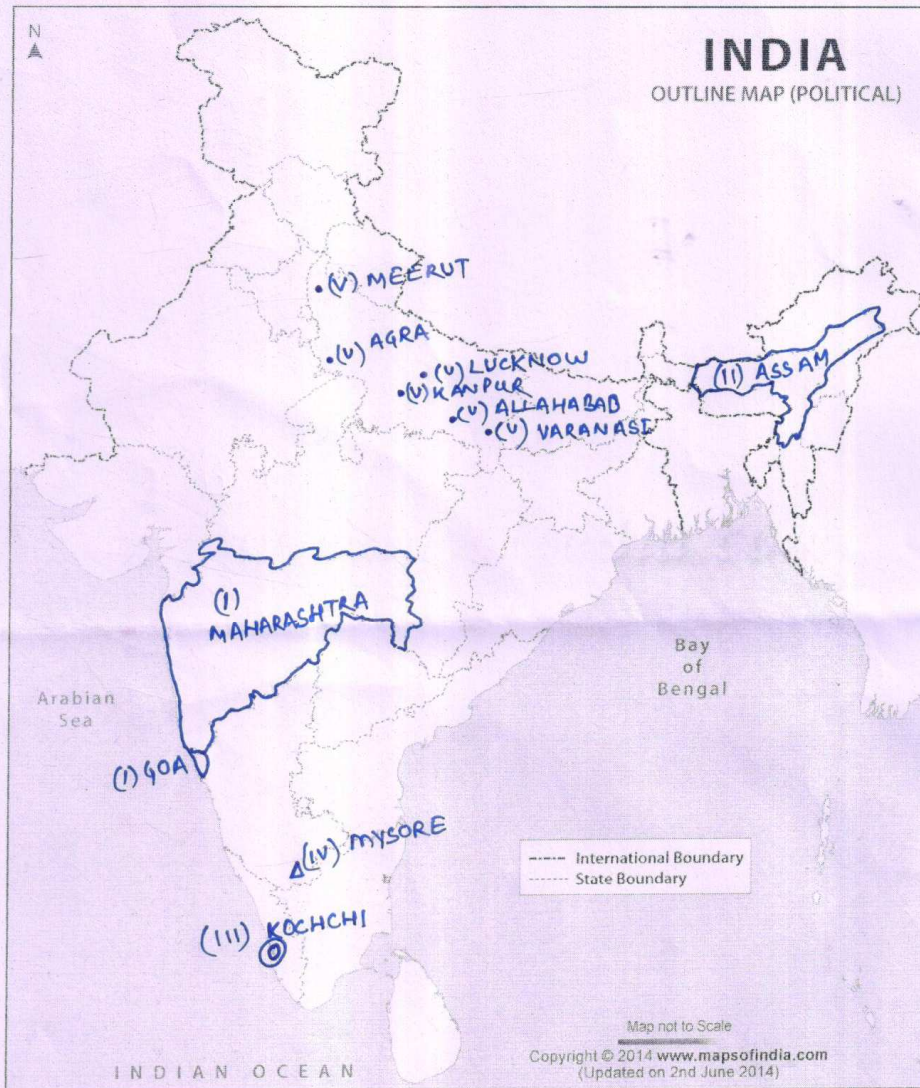 N
INDIA
OUTLINE MAP (POLITICAL)
(V) MEERUT
(V) AGRA
(V) LUCKNOW
(V) KANPUR
(V) ALLAHABAD
(V) VARANASI
(II) ASSAM
(I)
MAHARASHTRA
Bay
of
Bengal
Arabian
Sea
(I) GOA
(IV) MYSORE
International Boundary
State Boundary
(III) KOCHCHI
Map not to Scale
Copyright © 2014 www.mapsofindia.com
(Updated on 2nd June 2014)
INDIAN OCEAN